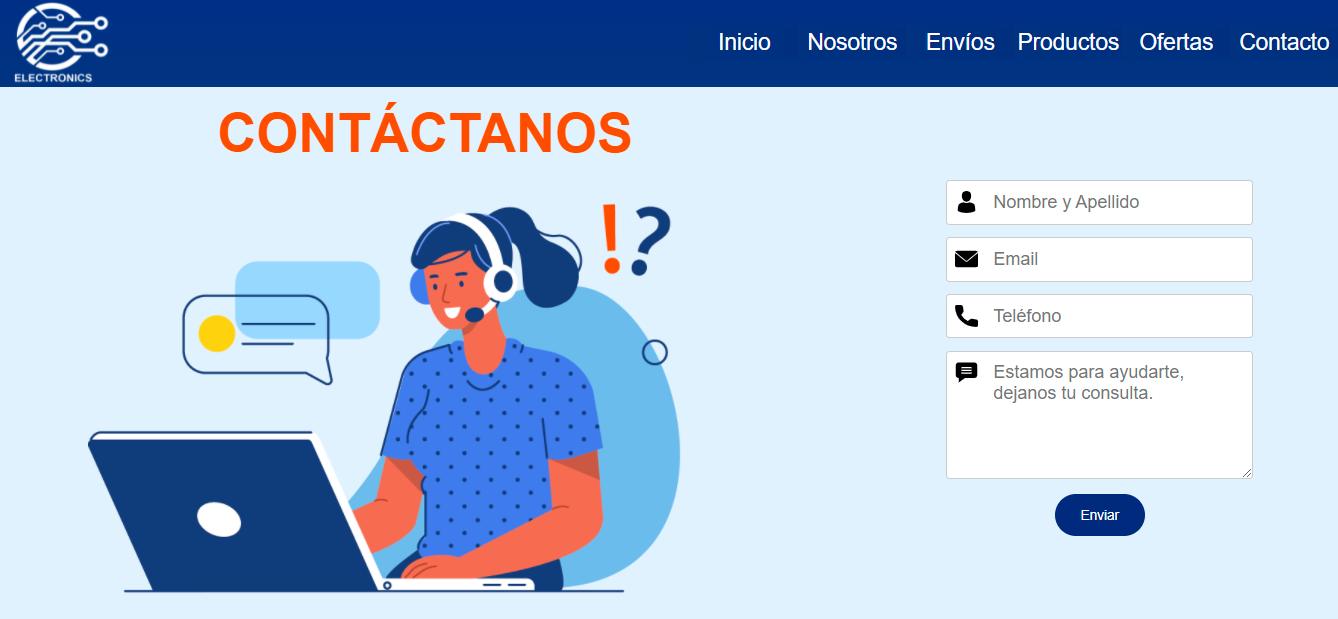 ELECTRONICS
Inicio Nosotros Envíos Productos Ofertas Contacto
CONTÁCTANOS
!?
Nombre y Apellido
Email
Teléfono
Estamos para ayudarte,
dejanos tu consulta.
Enviar